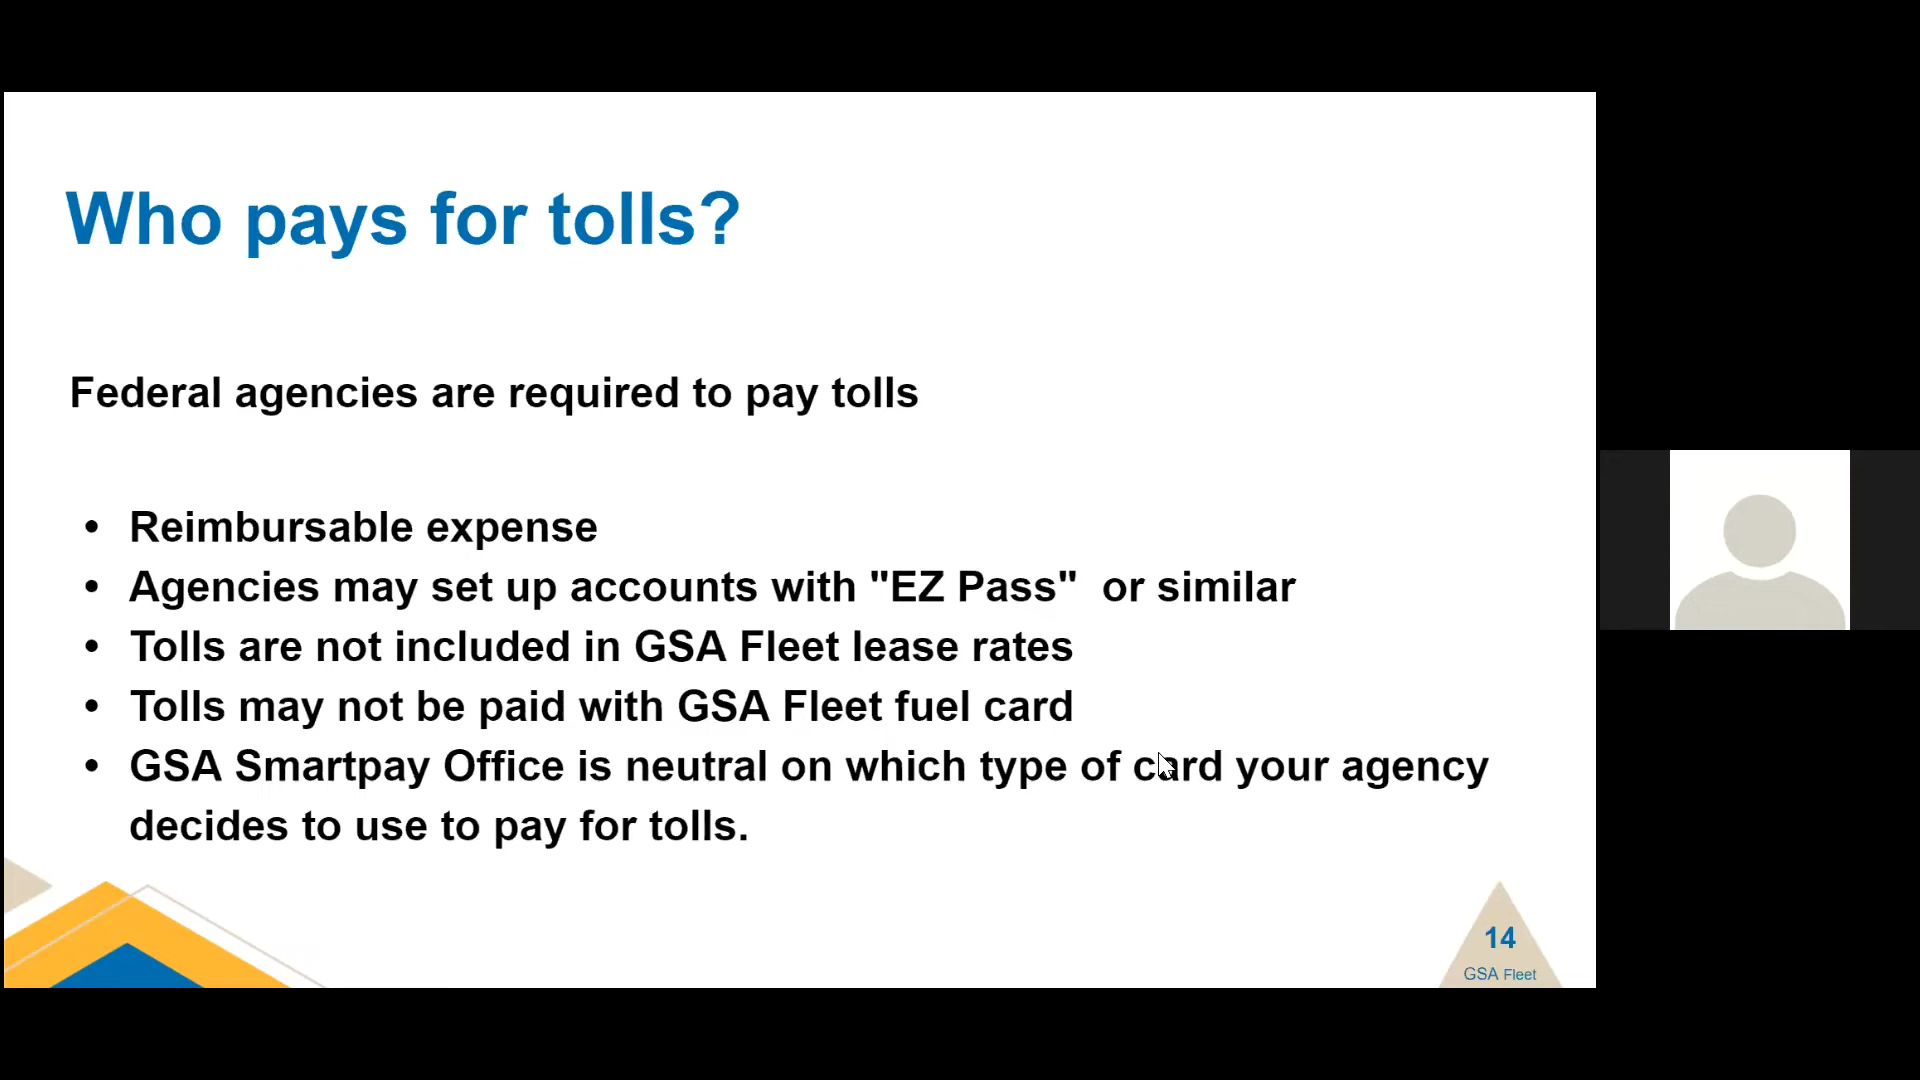 Who pays for tolls?
Federal agencies are required to pay tolls
• Reimbursable expense
• Agencies may set up accounts with "EZ Pass"  or similar
• Tolls are not included in GSA Fleet lease rates
• Tolls may not be paid with GSA Fleet fuel card
• GSA Smartpay Office is neutral on which type of card your agency
decides to use to pay for tolls.
14
GSA Fleet